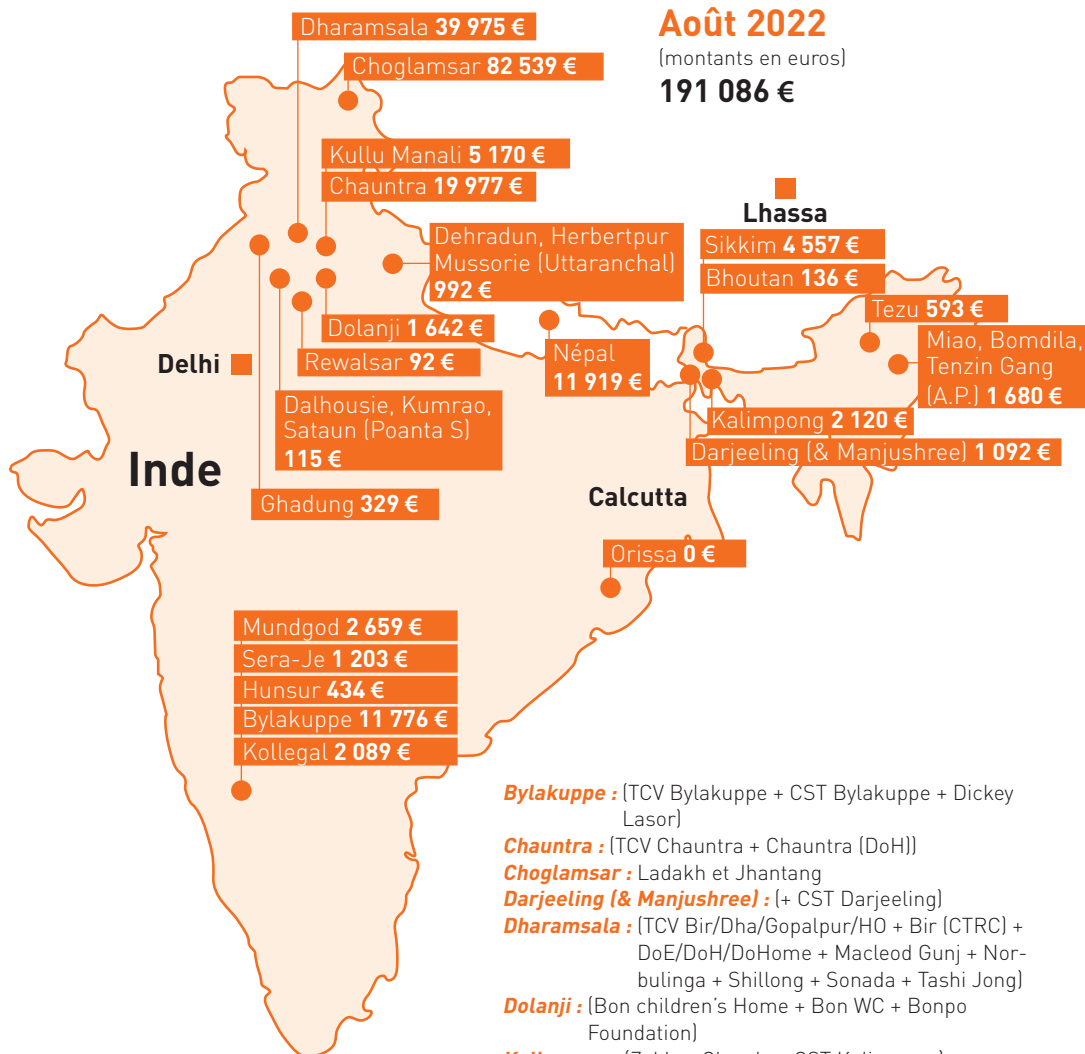 Dharamsala 39 975 €
Août 2022
(montants en euros)
191 086 €
Choglamsar 82 539 €
Kullu Manali 5 170 €
Chauntra 19 977 €
Lhassa
Dehradun, Herbertpur
Mussorie (Uttaranchal)
992 €
Sikkim 4 557 €
Bhoutan 136 €
Tezu 593 €
Miao, Bomdila,
Tenzin Gang
(A.P.) 1 680 €
Dolanji 1 642 €
Rewalsar 92 €
Népal
11 919 €
Delhi
Dalhousie, Kumrao,
Sataun (Poanta S)
115 €
Kalimpong 2 120 €
Darjeeling (& Manjushree) 1 092 €
Inde
Ghadung 329 €
Calcutta
Orissa 0 €
Mundgod 2 659 €
Sera-Je 1 203 €
Hunsur 434 €
Bylakuppe 11 776 €
Kollegal 2 089 €
Bylakuppe : (TCV Bylakuppe + CST Bylakuppe + Dickey
Lasor)
Chauntra : (TCV Chauntra + Chauntra (DoH))
Choglamsar : Ladakh et Jhantang
Darjeeling (& Manjushree) : (+ CST Darjeeling)
Dharamsala : (TCV Bir/Dha/Gopalpur/HO + Bir (CTRC) +
DoE/DoH/DoHome + Macleod Gunj + Nor-
bulinga + Shillong + Sonada + Tashi Jong)
Dolanji : (Bon children's Home + Bon WC + Bonpo
Foundation)